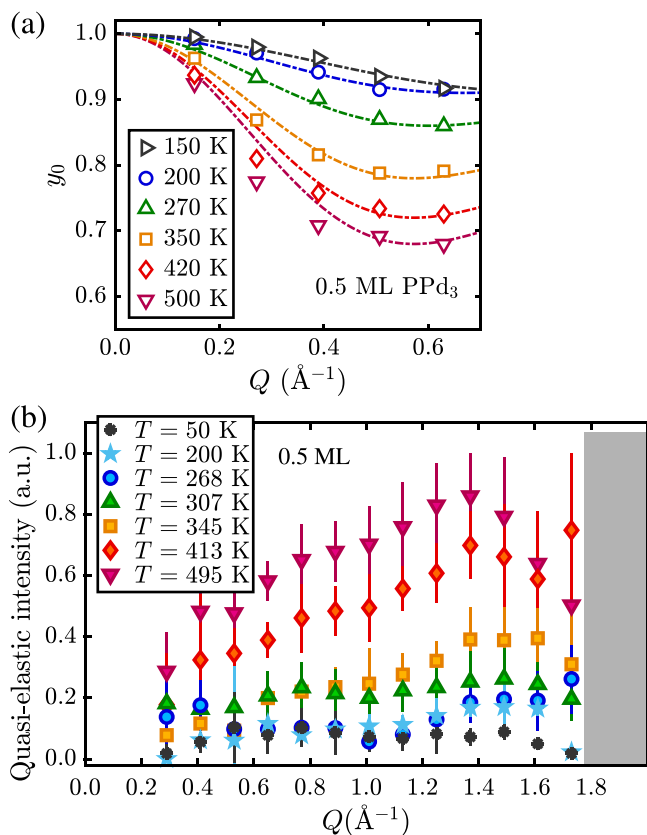 (a)
1.0
0.9
0.8
0.7
0.6
y₀
150 K
200 K
270 K
350 K
420 K
500 K
0.5 ML PPd₃
0.0 0.2 0.4 0.6
Q (Å⁻¹)
(b)
1.0
0.8
0.6
0.4
0.2
0.0
Quasi-elastic intensity (a.u.)
T = 50 K
T = 200 K
T = 268 K
T = 307 K
T = 345 K
T = 413 K
T = 495 K
0.5 ML
0.0 0.2 0.4 0.6 0.8 1.0 1.2 1.4 1.6 1.8
Q(Å⁻¹)